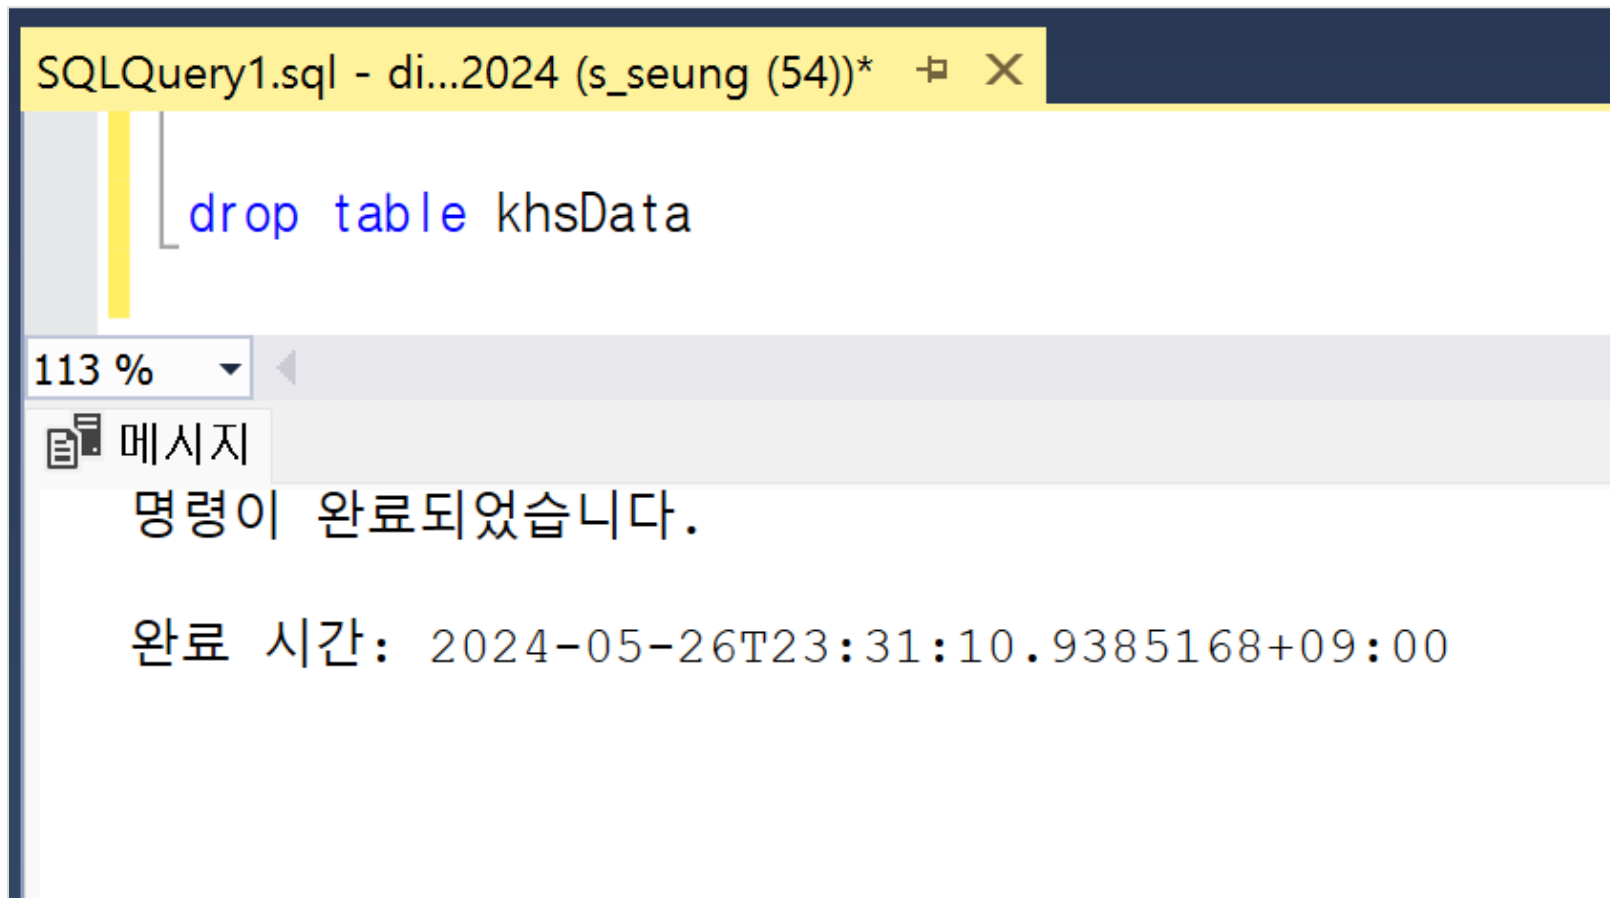 SQLQuery1.sql - di...2024 (s_seung (54))*
drop table khsData
113 %
메시지
명령이 완료되었습니다.
완료 시간: 2024-05-26T23:31:10.9385168+09:00